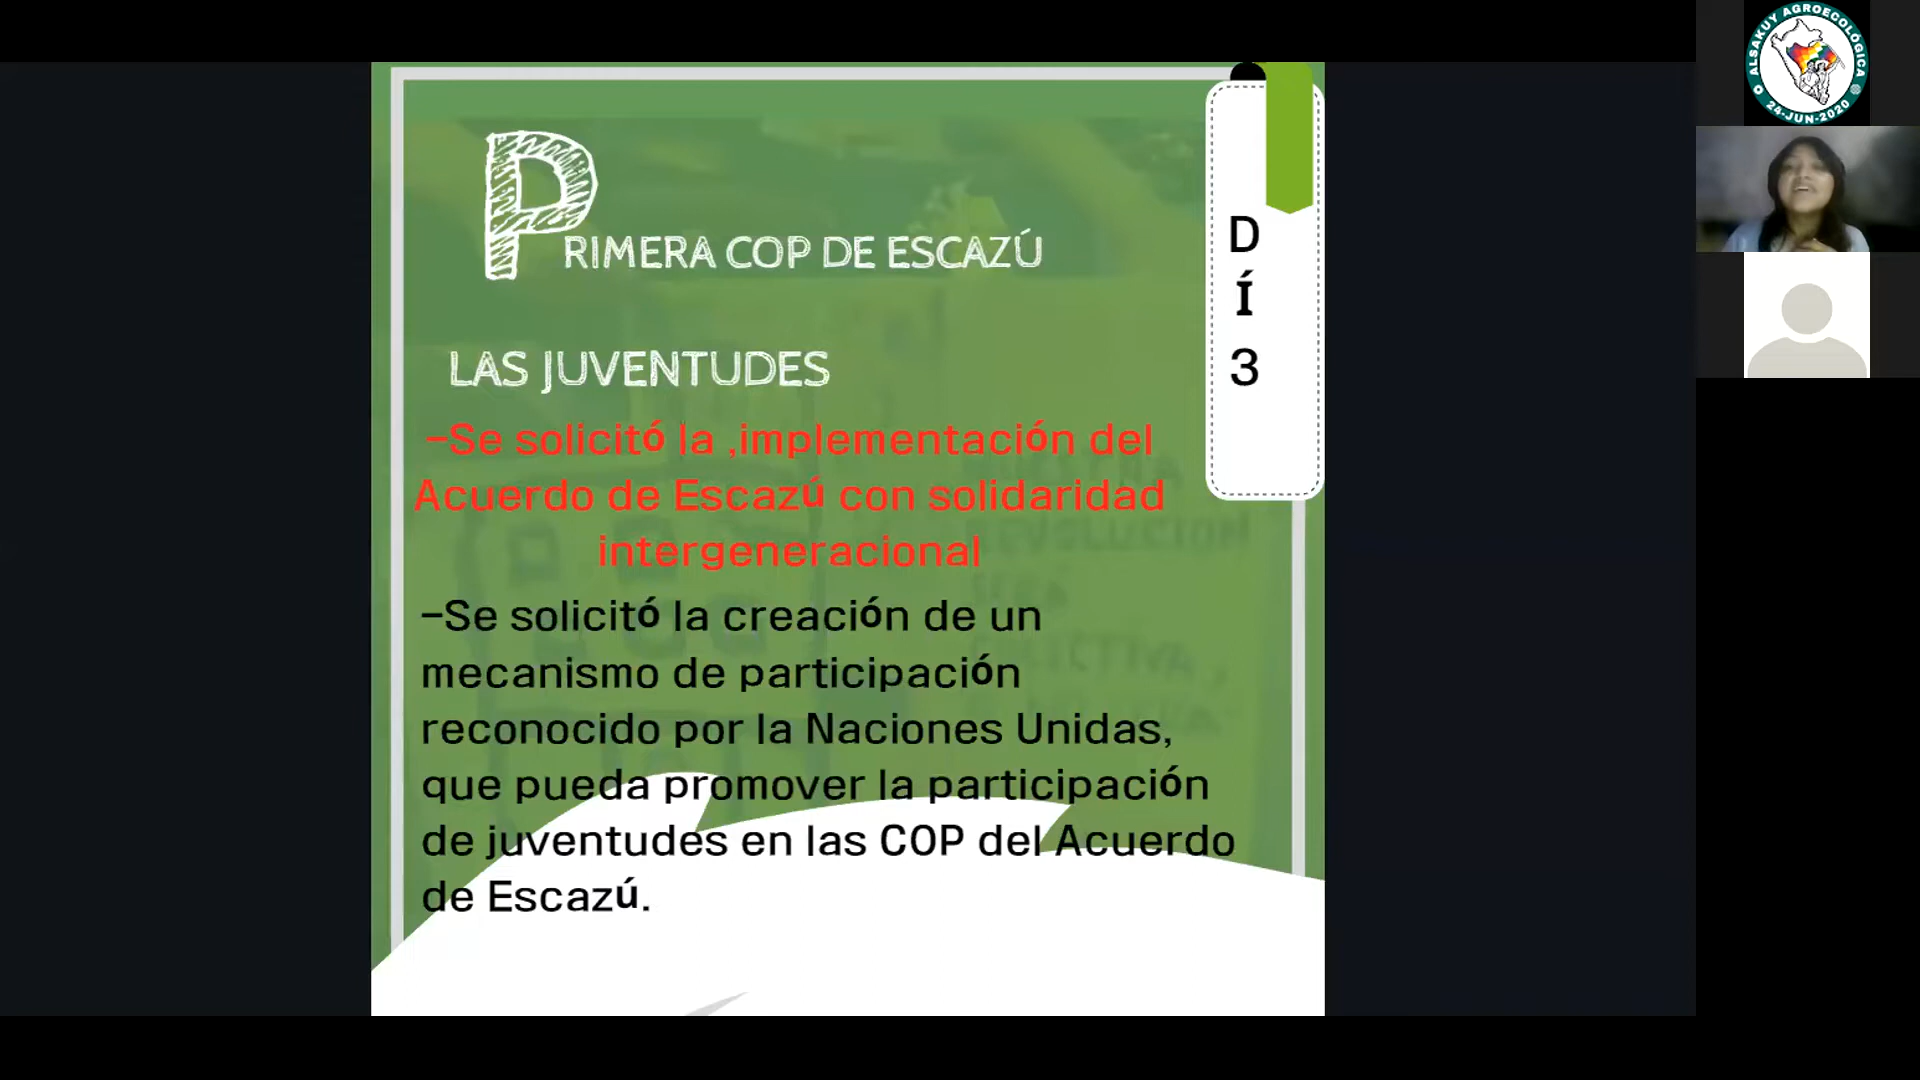 PRIMERA COP DE ESCAZÚ
LAS JUVENTUDES
-Se solicitó la ,implementación del
Acuerdo de Escazú con solidaridad
intergeneracional
-Se solicitó la creación de un
mecanismo de participación
reconocido por la Naciones Unidas,
que pueda promover la participación
de juventudes en las COP del Acuerdo
de Escazú.
D
Í
3
ALSAKUY AGROECOLÓGICA
24-JUN-2020